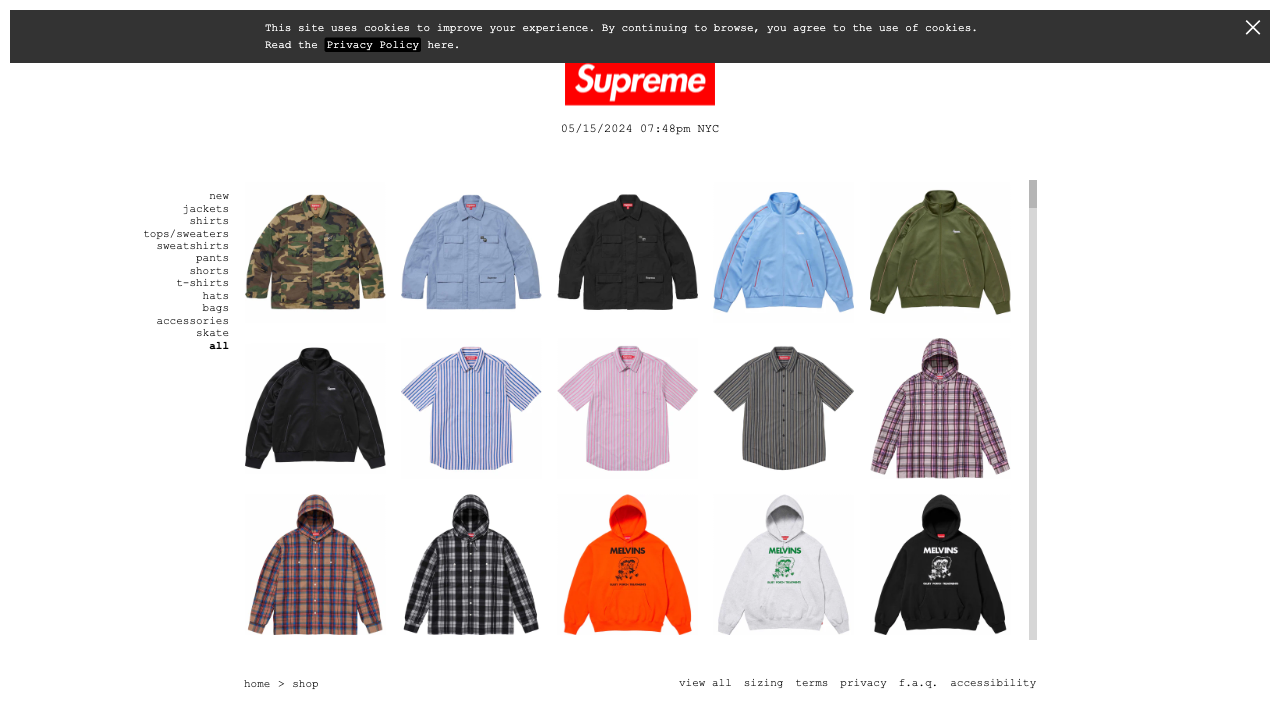 This site uses cookies to improve your experience. By continuing to browse, you agree to the use of cookies.
Read the Privacy Policy here.
Supreme
05/15/2024 07:48pm NYC
new
jackets
shirts
tops/sweaters
sweatshirts
pants
shorts
t-shirts
hats
bags
accessories
skate
all
MELVINS
MELVINS
MELVINS
home > shop
view all sizing terms privacy f.a.q. accessibility